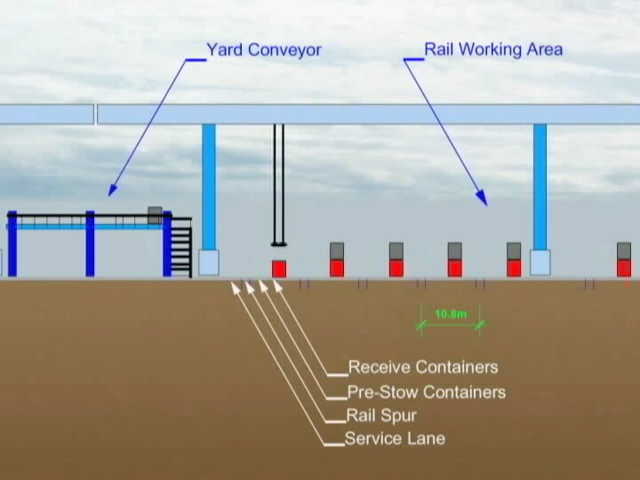 Yard Conveyor
Rail Working Area
10.8m
Receive Containers
Pre-Stow Containers
Rail Spur
Service Lane